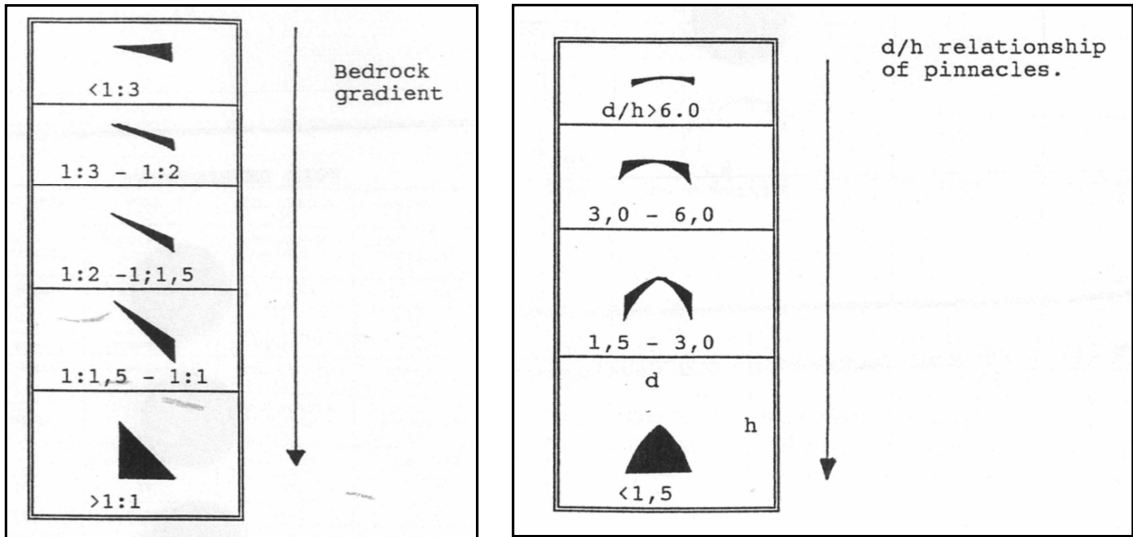 <1:3
1:3 - 1:2
1:2 -1;1,5
1:1,5 - 1:1
>1:1
Bedrock
gradient
d/h>6.0
3,0 - 6,0
1,5 - 3,0
d
h
<1,5
d/h relationship
of pinnacles.